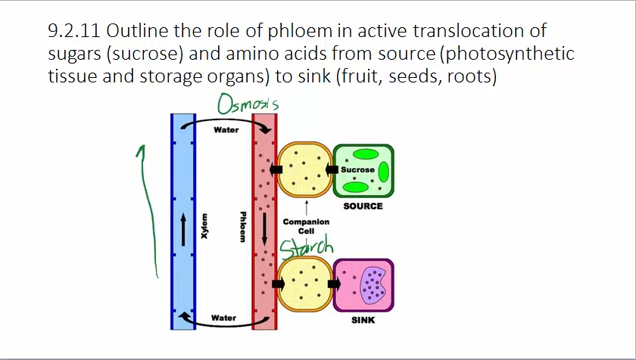 9.2.11 Outline the role of phloem in active translocation of
sugars (sucrose) and amino acids from source (photosynthetic
tissue and storage organs) to sink (fruit, seeds, roots)
Osmosis
Water
Sucrose
SOURCE
Xylem
Phloem
Companion
Cell
Starch
Water
SINK